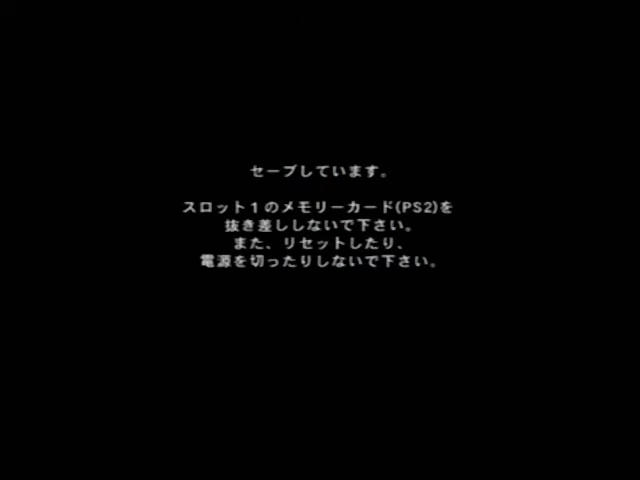 セーブしています。
スロット１のメモリーカード(PS2)を
抜き差ししないで下さい。
また、リセットしたり、
電源を切ったりしないで下さい。